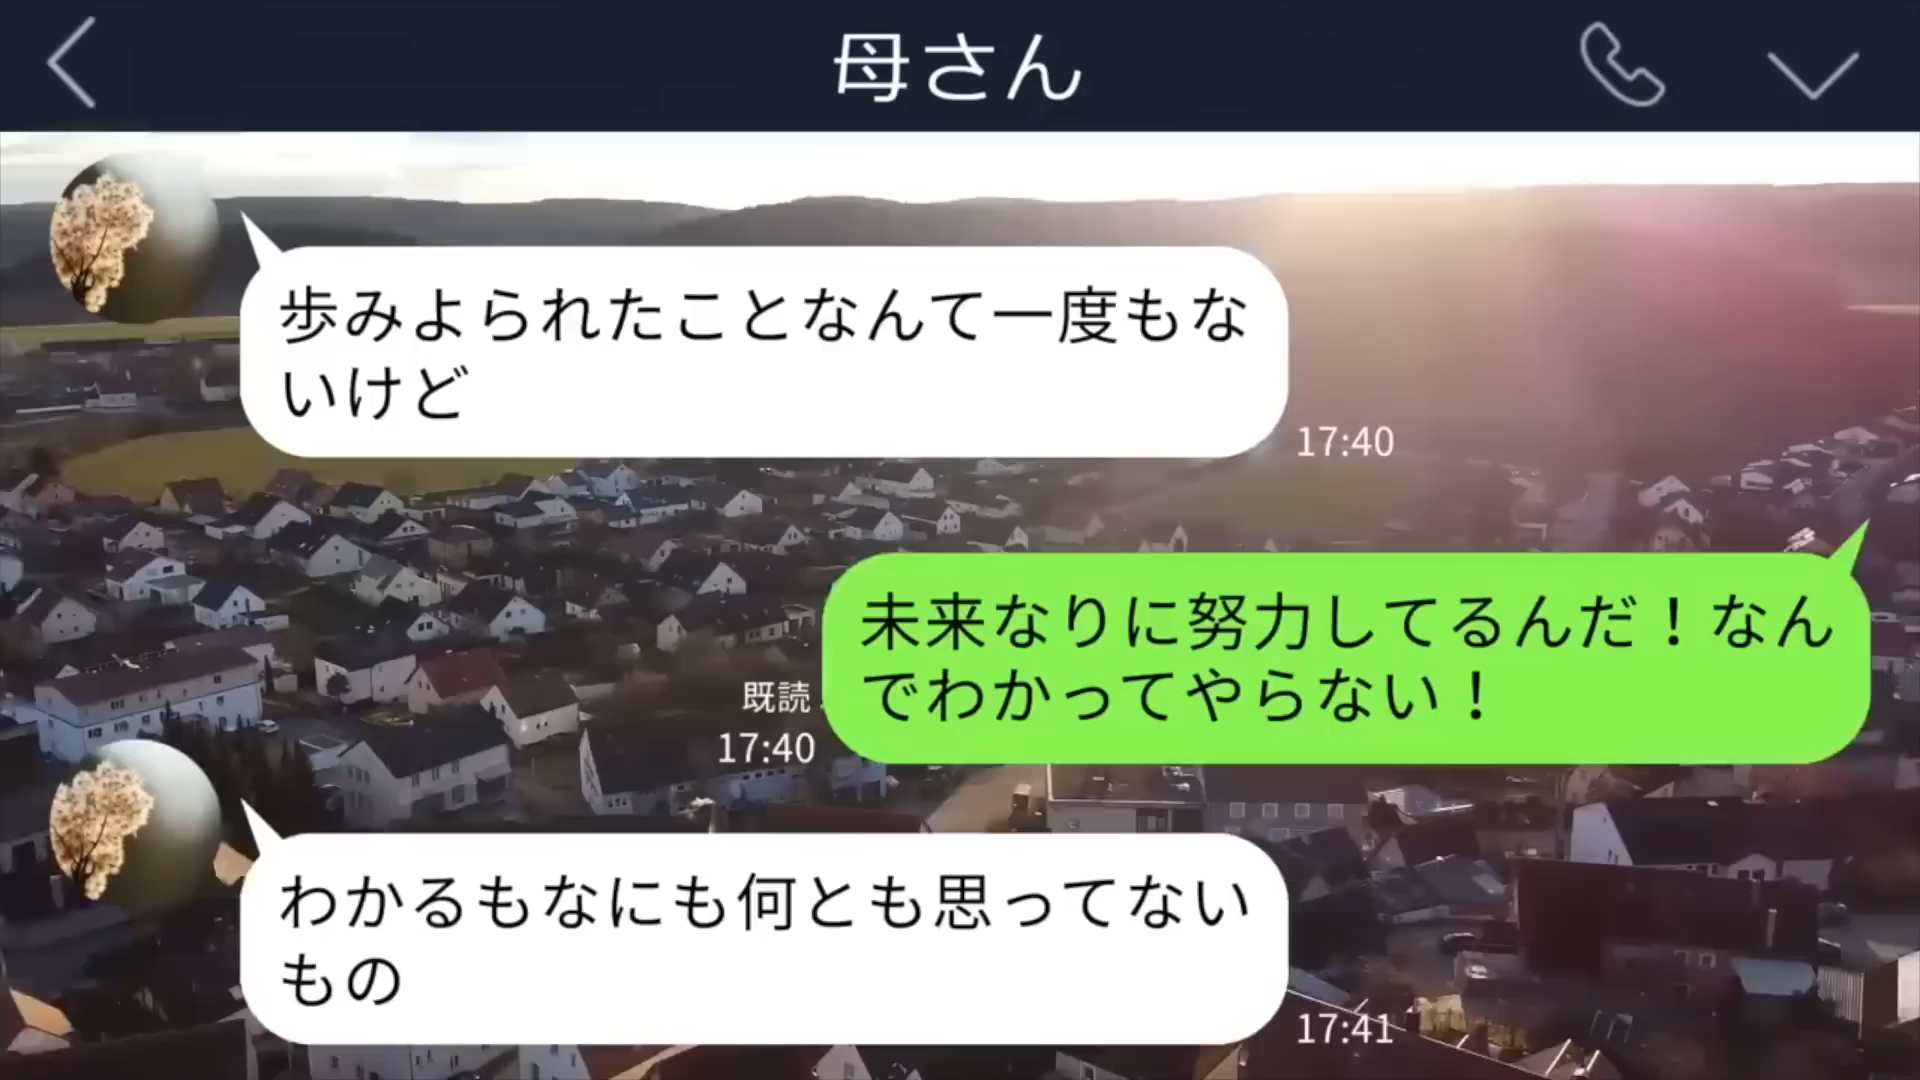 母さん
歩みよられたことなんて一度もな
いけど
17:40
未来なりに努力してるんだ！なん
でわかってやらない！
既読
17:40
わかるもなにも何とも思ってない
もの
17:41